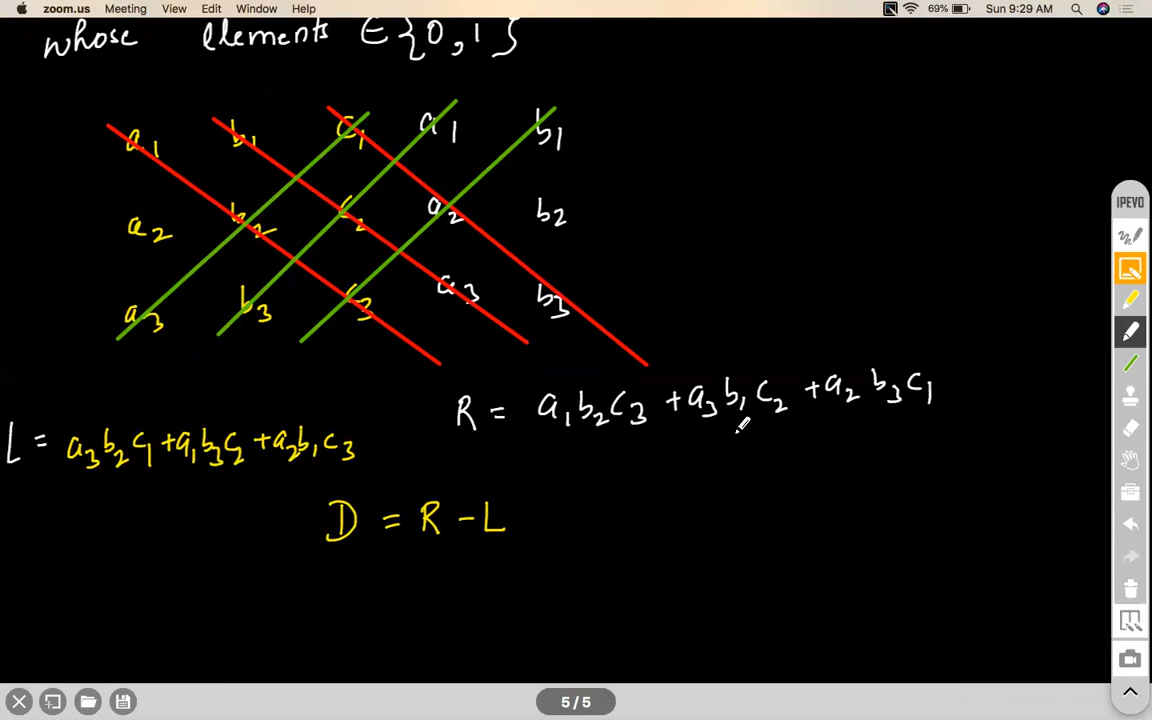 zoom.us Meeting View Edit Window Help 69% Sun 9:29 AM
whose elements ∈ {0,1}
a₁ b₁ c₁ a₁ b₁
a₂ b₂ c₂ a₂ b₂
a₃ b₃ c₃ a₃ b₃
R = a₁b₂c₃ + a₃b₁c₂ + a₂b₃c₁
L = a₃b₂c₁ + a₁b₃c₂ + a₂b₁c₃
D = R - L
IPEVO
5 / 5